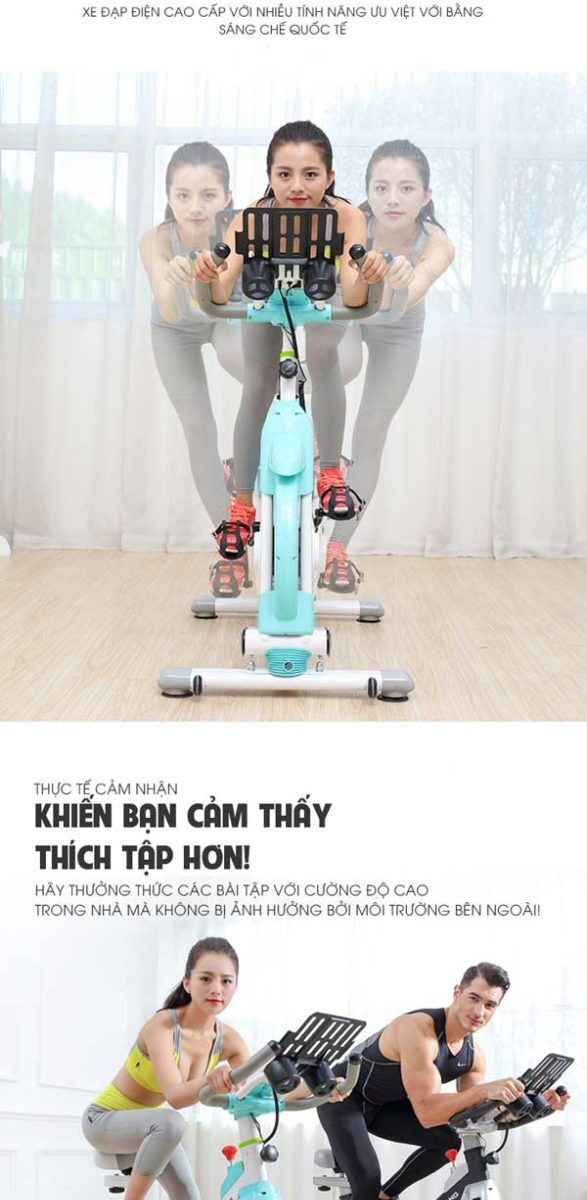 XE ĐẠP ĐIỆN CAO CẤP VỚI NHIỀU TÍNH NĂNG ƯU VIỆT VỚI BẰNG
SÁNG CHẾ QUỐC TẾ
THỰC TẾ CẢM NHẬN
KHIẾN BẠN CẢM THẤY
THÍCH TẬP HƠN!
HÃY THƯỞNG THỨC CÁC BÀI TẬP VỚI CƯỜNG ĐỘ CAO
TRONG NHÀ MÀ KHÔNG BỊ ẢNH HƯỞNG BỞI MÔI TRƯỜNG BÊN NGOÀI!